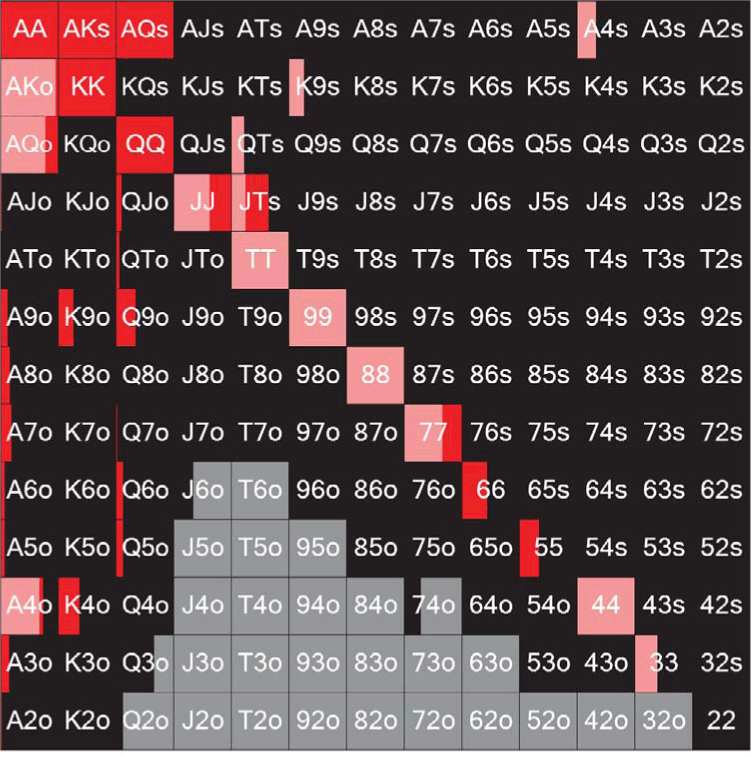 AA AKs AQs AJs ATs A9s A8s A7s A6s A5s A4s A3s A2s
AKo KK KQs KJs KTs K9s K8s K7s K6s K5s K4s K3s K2s
AQo KQo QQ QJs QTs Q9s Q8s Q7s Q6s Q5s Q4s Q3s Q2s
AJo KJo QJo JJ JTs J9s J8s J7s J6s J5s J4s J3s J2s
ATo KTo QTo JTo TT T9s T8s T7s T6s T5s T4s T3s T2s
A9o K9o Q9o J9o T9o 99 98s 97s 96s 95s 94s 93s 92s
A8o K8o Q8o J8o T8o 98o 88 87s 86s 85s 84s 83s 82s
A7o K7o Q7o J7o T7o 97o 87o 77 76s 75s 74s 73s 72s
A6o K6o Q6o J6o T6o 96o 86o 76o 66 65s 64s 63s 62s
A5o K5o Q5o J5o T5o 95o 85o 75o 65o 55 54s 53s 52s
A4o K4o Q4o J4o T4o 94o 84o 74o 64o 54o 44 43s 42s
A3o K3o Q3o J3o T3o 93o 83o 73o 63o 53o 43o 33 32s
A2o K2o Q2o J2o T2o 92o 82o 72o 62o 52o 42o 32o 22